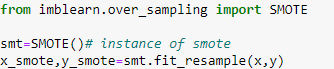 from imblearn.over_sampling import SMOTE
smt=SMOTE()# instance of smote
x_smote,y_smote=smt.fit_resample(x,y)